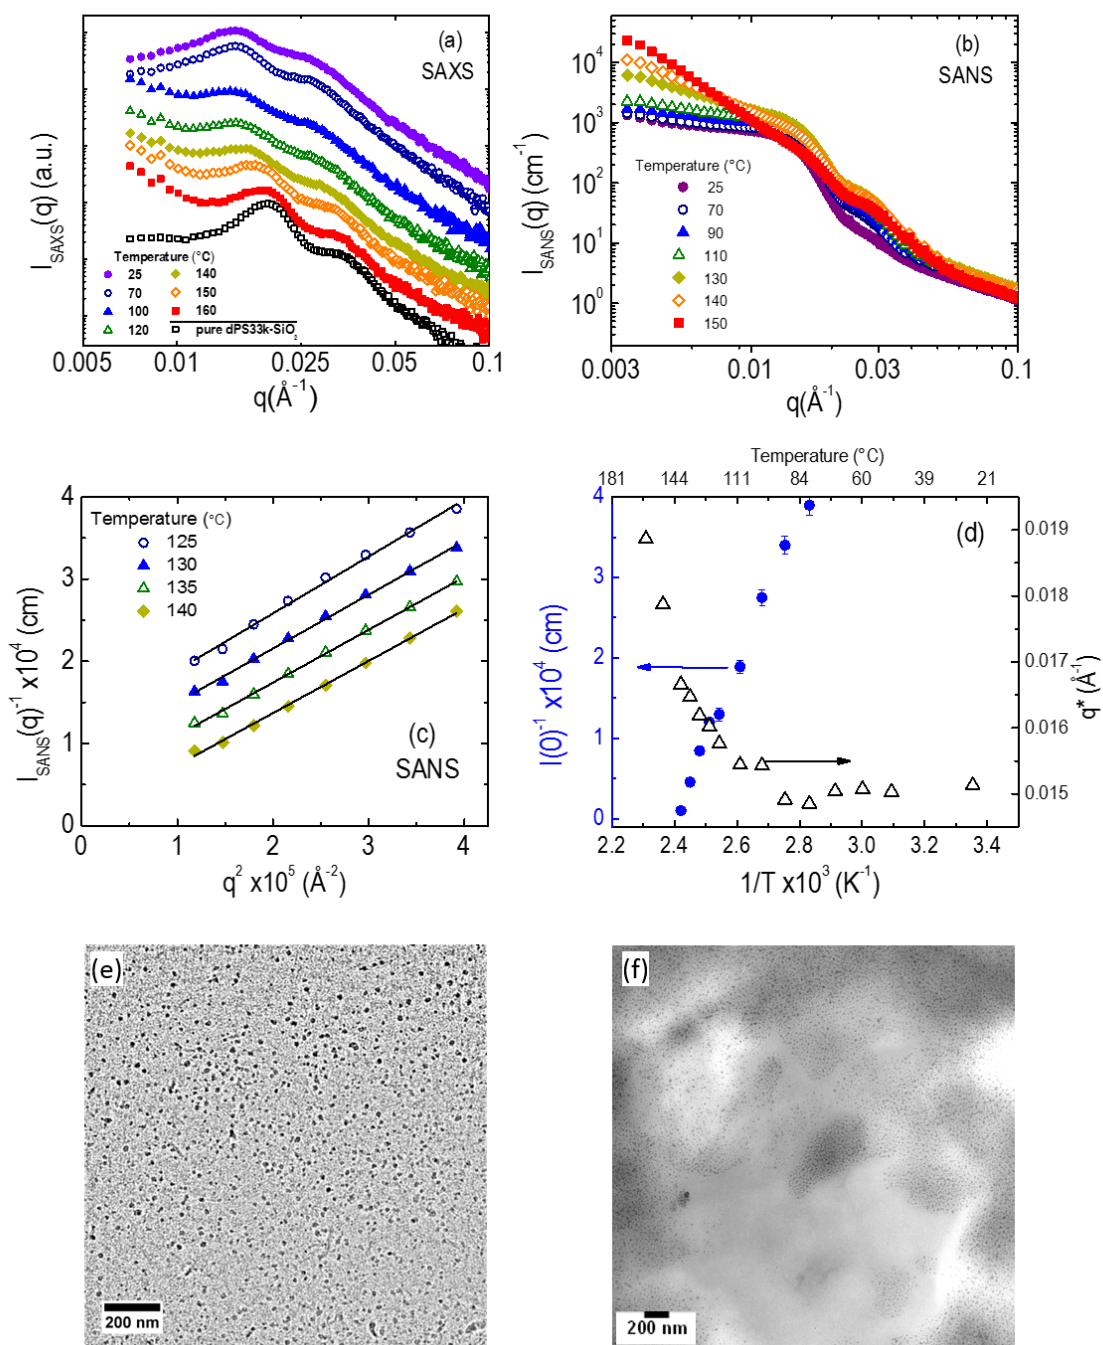 (a)
SAXS
I_SAXS(q) (a.u.)
Temperature (°C)
25
70
100
120
140
150
160
pure dPS33k-SiO₂
0.005
0.01
0.025
0.05
0.1
q(Å⁻¹)
(b)
SANS
I_SANS(q) (cm⁻¹)
10⁴
10³
10²
10¹
10⁰
Temperature (°C)
25
70
90
110
130
140
150
0.003
0.01
0.03
0.1
q(Å⁻¹)
I_SANS(q)⁻¹ x10⁴ (cm)
4
3
2
1
0
Temperature (°C)
125
130
135
140
(c)
SANS
0
1
2
3
4
q² x10⁵ (Å⁻²)
Temperature (°C)
181 144 111 84 60 39 21
(d)
I(0)⁻¹ x10⁴ (cm)
4
3
2
1
0
0.019
0.018
0.017
0.016
0.015
q* (Å⁻¹)
2.2 2.4 2.6 2.8 3.0 3.2 3.4
1/T x10³ (K⁻¹)
(e)
200 nm
(f)
200 nm